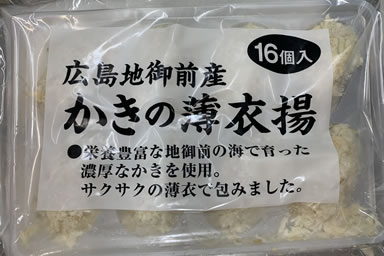 16個入
広島地御前産
かきの薄衣揚
●栄養豊富な地御前の海で育った
濃厚なかきを使用。
サクサクの薄衣で包みました。